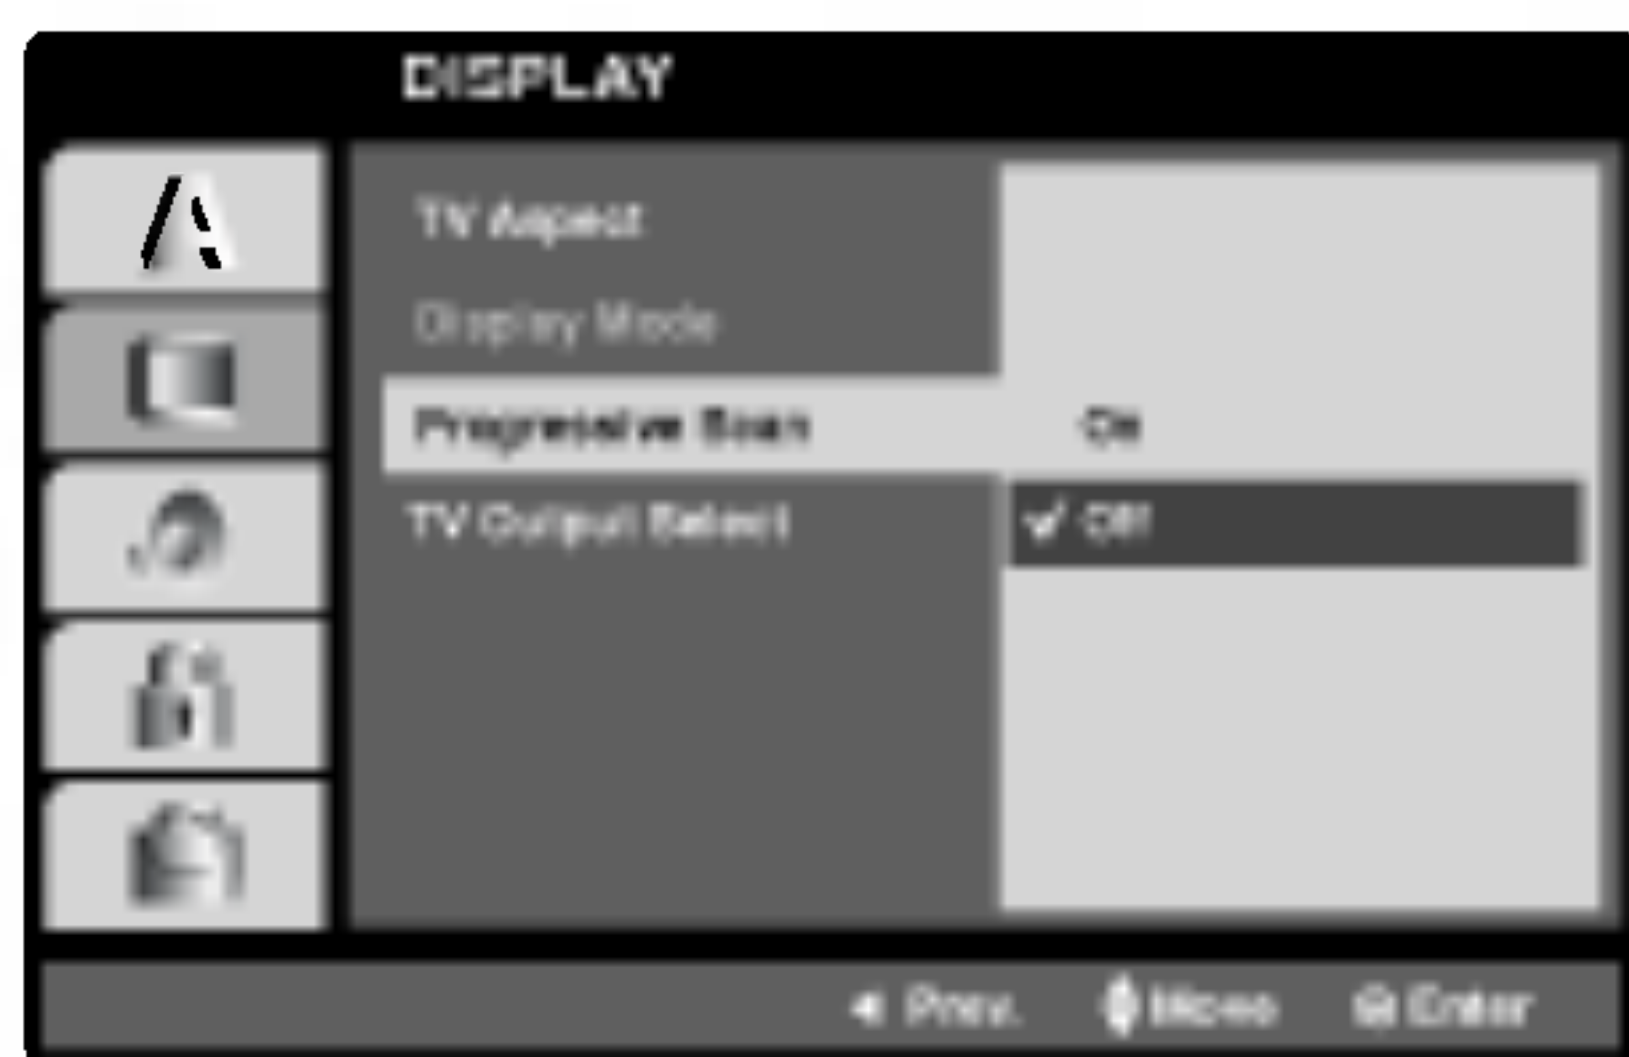 DISPLAY
TV Aspect
Display Mode
Progressive Scan On
TV Output Select ✓ Off
◀ Prev. Move Enter